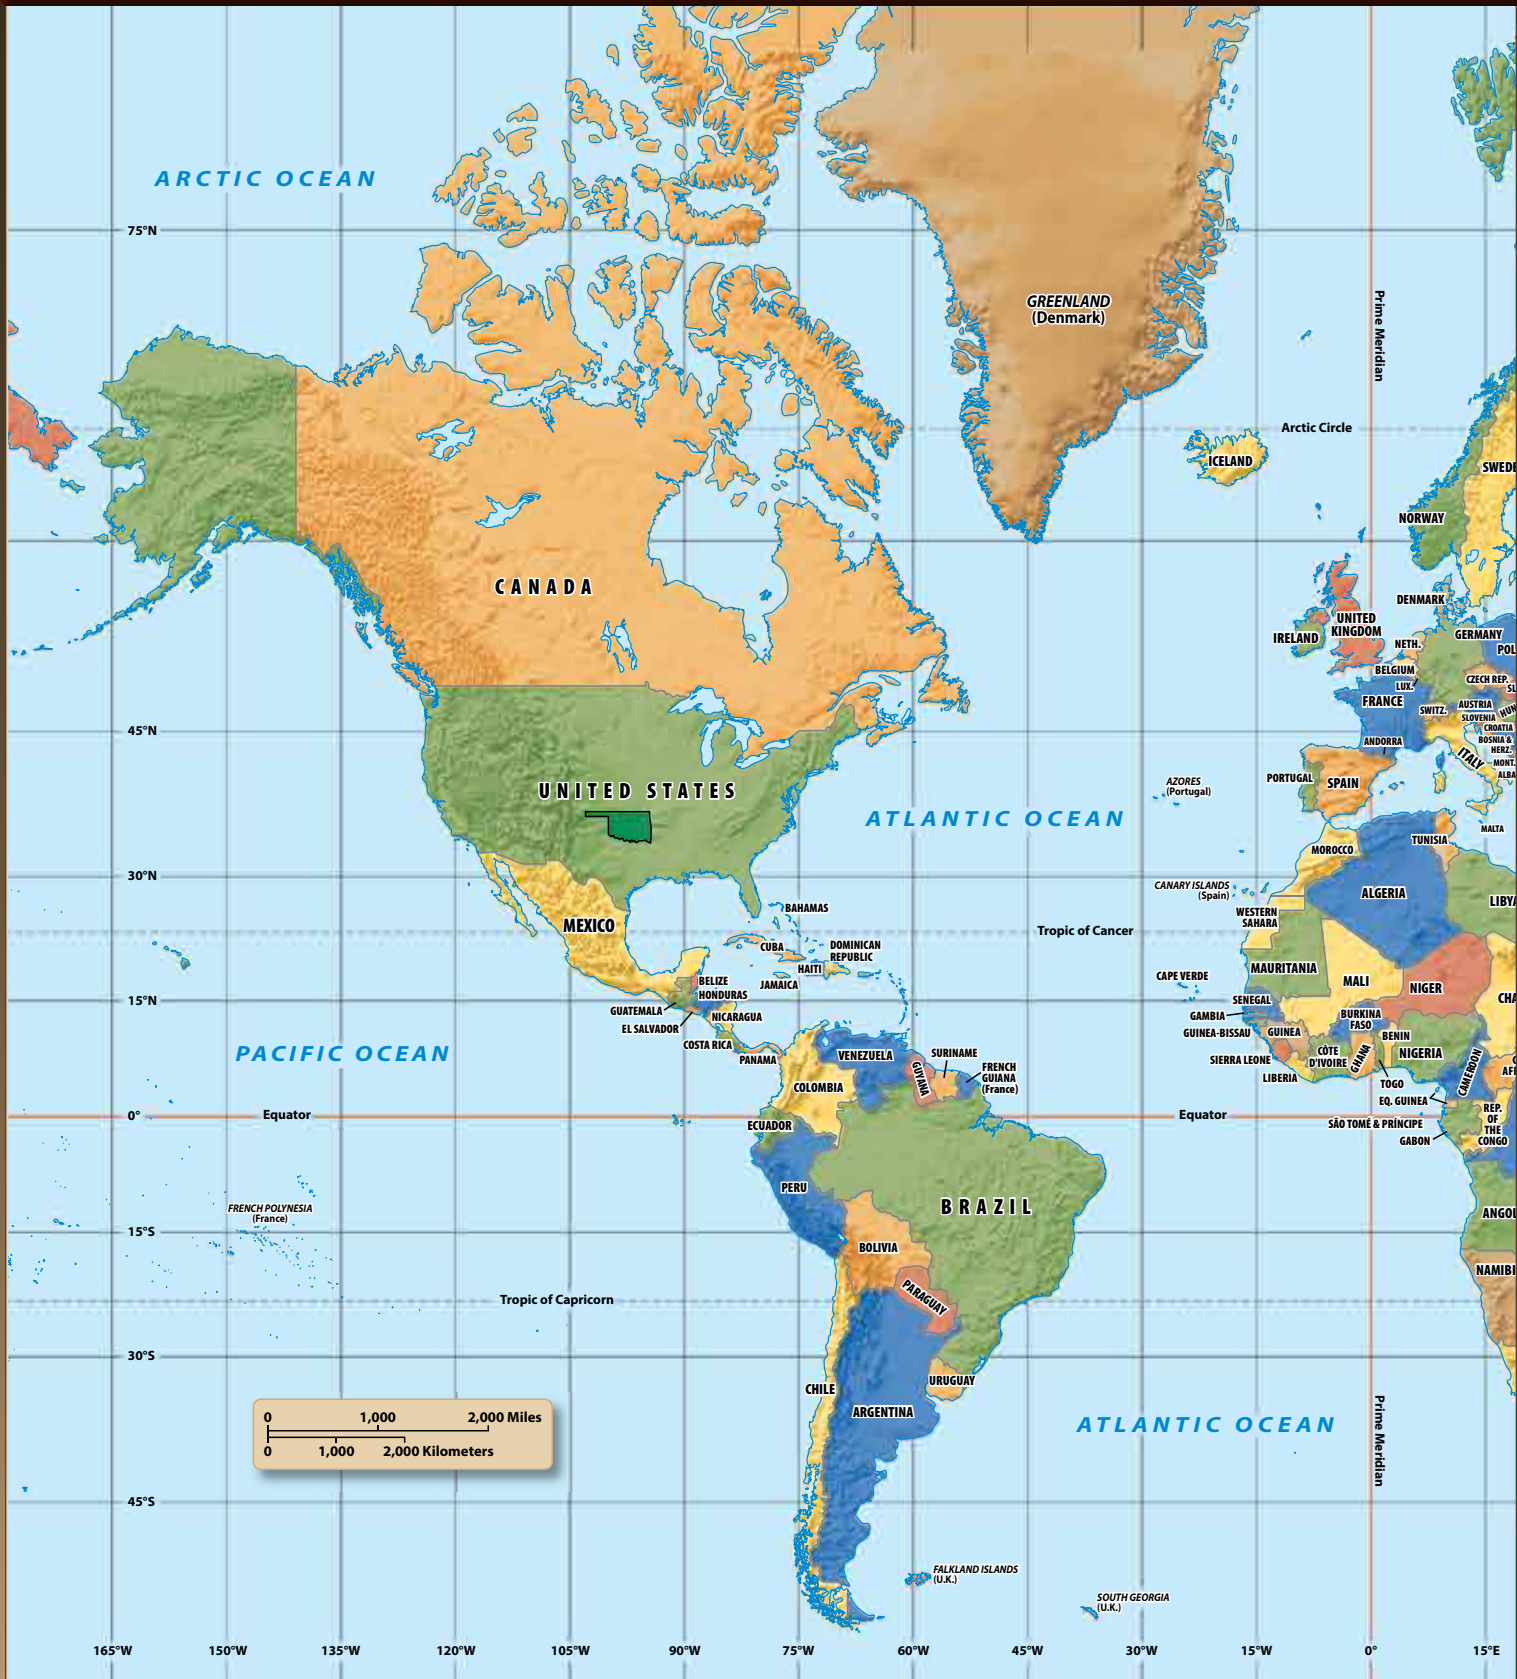 ARCTIC OCEAN
75°N
GREENLAND
(Denmark)
Prime Meridian
Arctic Circle
ICELAND
NORWAY
CANADA
DENMARK
UNITED
KINGDOM
IRELAND
GERMANY
NETH.
POL
BELGIUM
LUX.
CZECH REP.
SL
FRANCE
AUSTRIA
SWITZ.
HUN
SLOVENIA
CROATIA
45°N
ANDORRA
BOSNIA &
HERZ.
ITALY
MONT.
ALBA
PORTUGAL
SPAIN
AZORES
(Portugal)
UNITED STATES
ATLANTIC OCEAN
MALTA
TUNISIA
MOROCCO
30°N
CANARY ISLANDS
(Spain)
ALGERIA
LIBYA
BAHAMAS
WESTERN
SAHARA
MEXICO
Tropic of Cancer
CUBA
DOMINICAN
REPUBLIC
HAITI
MAURITANIA
CAPE VERDE
BELIZE
JAMAICA
MALI
NIGER
HONDURAS
15°N
SENEGAL
CHA
GUATEMALA
NICARAGUA
GAMBIA
BURKINA
FASO
EL SALVADOR
GUINEA-BISSAU
GUINEA
BENIN
COSTA RICA
CÔTE
D'IVOIRE
GHANA
NIGERIA
PACIFIC OCEAN
PANAMA
VENEZUELA
SURINAME
SIERRA LEONE
CAMEROON
GUYANA
FRENCH
GUIANA
(France)
LIBERIA
TOGO
AFR
COLOMBIA
EQ. GUINEA
0°
Equator
Equator
REP.
OF
THE
CONGO
ECUADOR
SÃO TOMÉ & PRÍNCIPE
GABON
PERU
BRAZIL
FRENCH POLYNESIA
(France)
ANGOL
15°S
BOLIVIA
NAMIBI
PARAGUAY
Tropic of Capricorn
30°S
URUGUAY
CHILE
ARGENTINA
0 1,000 2,000 Miles
0 1,000 2,000 Kilometers
ATLANTIC OCEAN
Prime Meridian
45°S
FALKLAND ISLANDS
(U.K.)
SOUTH GEORGIA
(U.K.)
165°W 150°W 135°W 120°W 105°W 90°W 75°W 60°W 45°W 30°W 15°W 0° 15°E
SWEDE